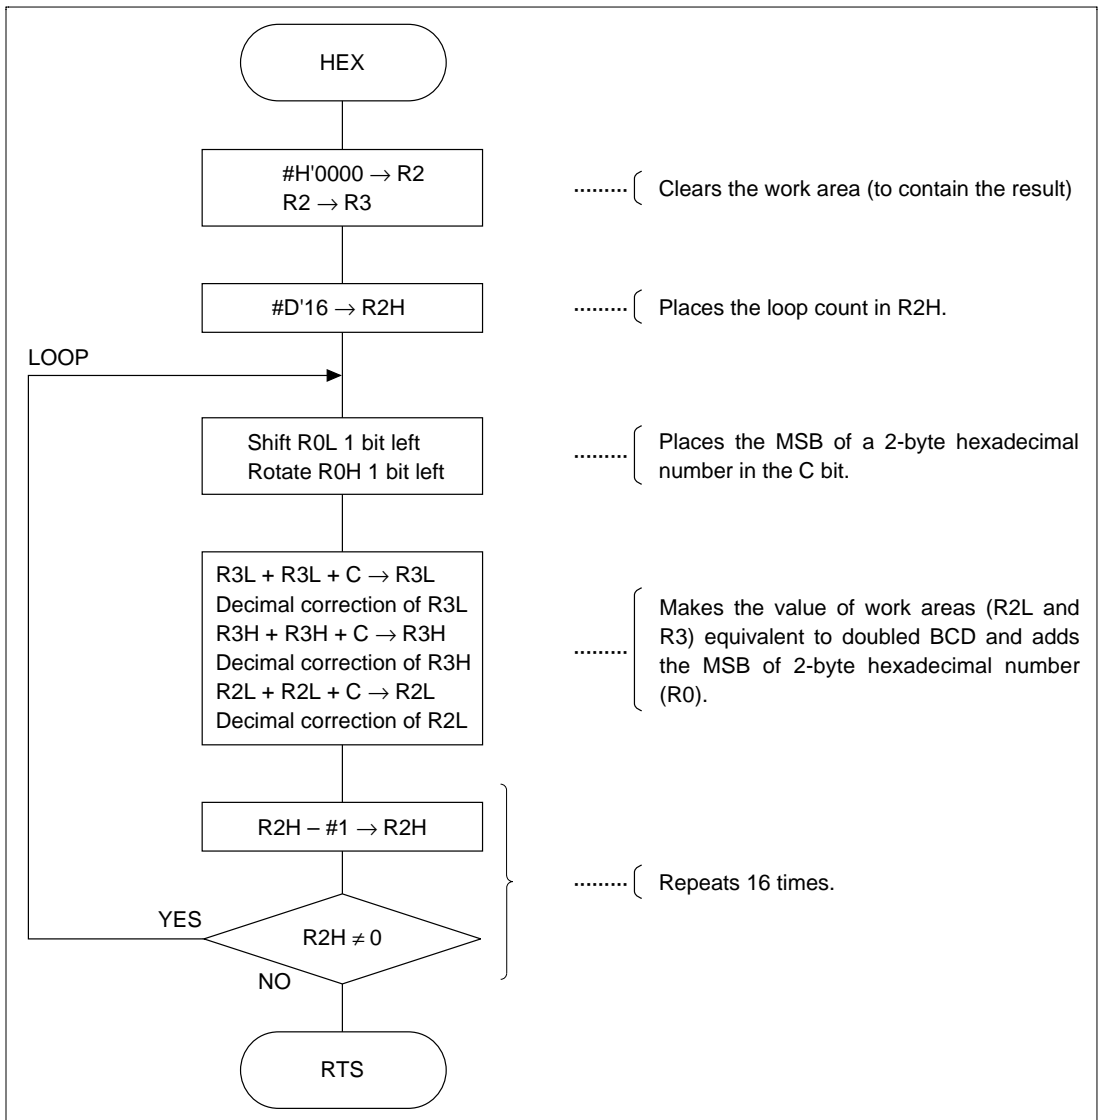 HEX
#H'0000 → R2
R2 → R3
......... Clears the work area (to contain the result)
#D'16 → R2H
......... Places the loop count in R2H.
LOOP
Shift R0L 1 bit left
Rotate R0H 1 bit left
......... Places the MSB of a 2-byte hexadecimal
number in the C bit.
R3L + R3L + C → R3L
Decimal correction of R3L
R3H + R3H + C → R3H
Decimal correction of R3H
R2L + R2L + C → R2L
Decimal correction of R2L
......... Makes the value of work areas (R2L and
R3) equivalent to doubled BCD and adds
the MSB of 2-byte hexadecimal number
(R0).
R2H – #1 → R2H
......... Repeats 16 times.
YES
R2H ≠ 0
NO
RTS